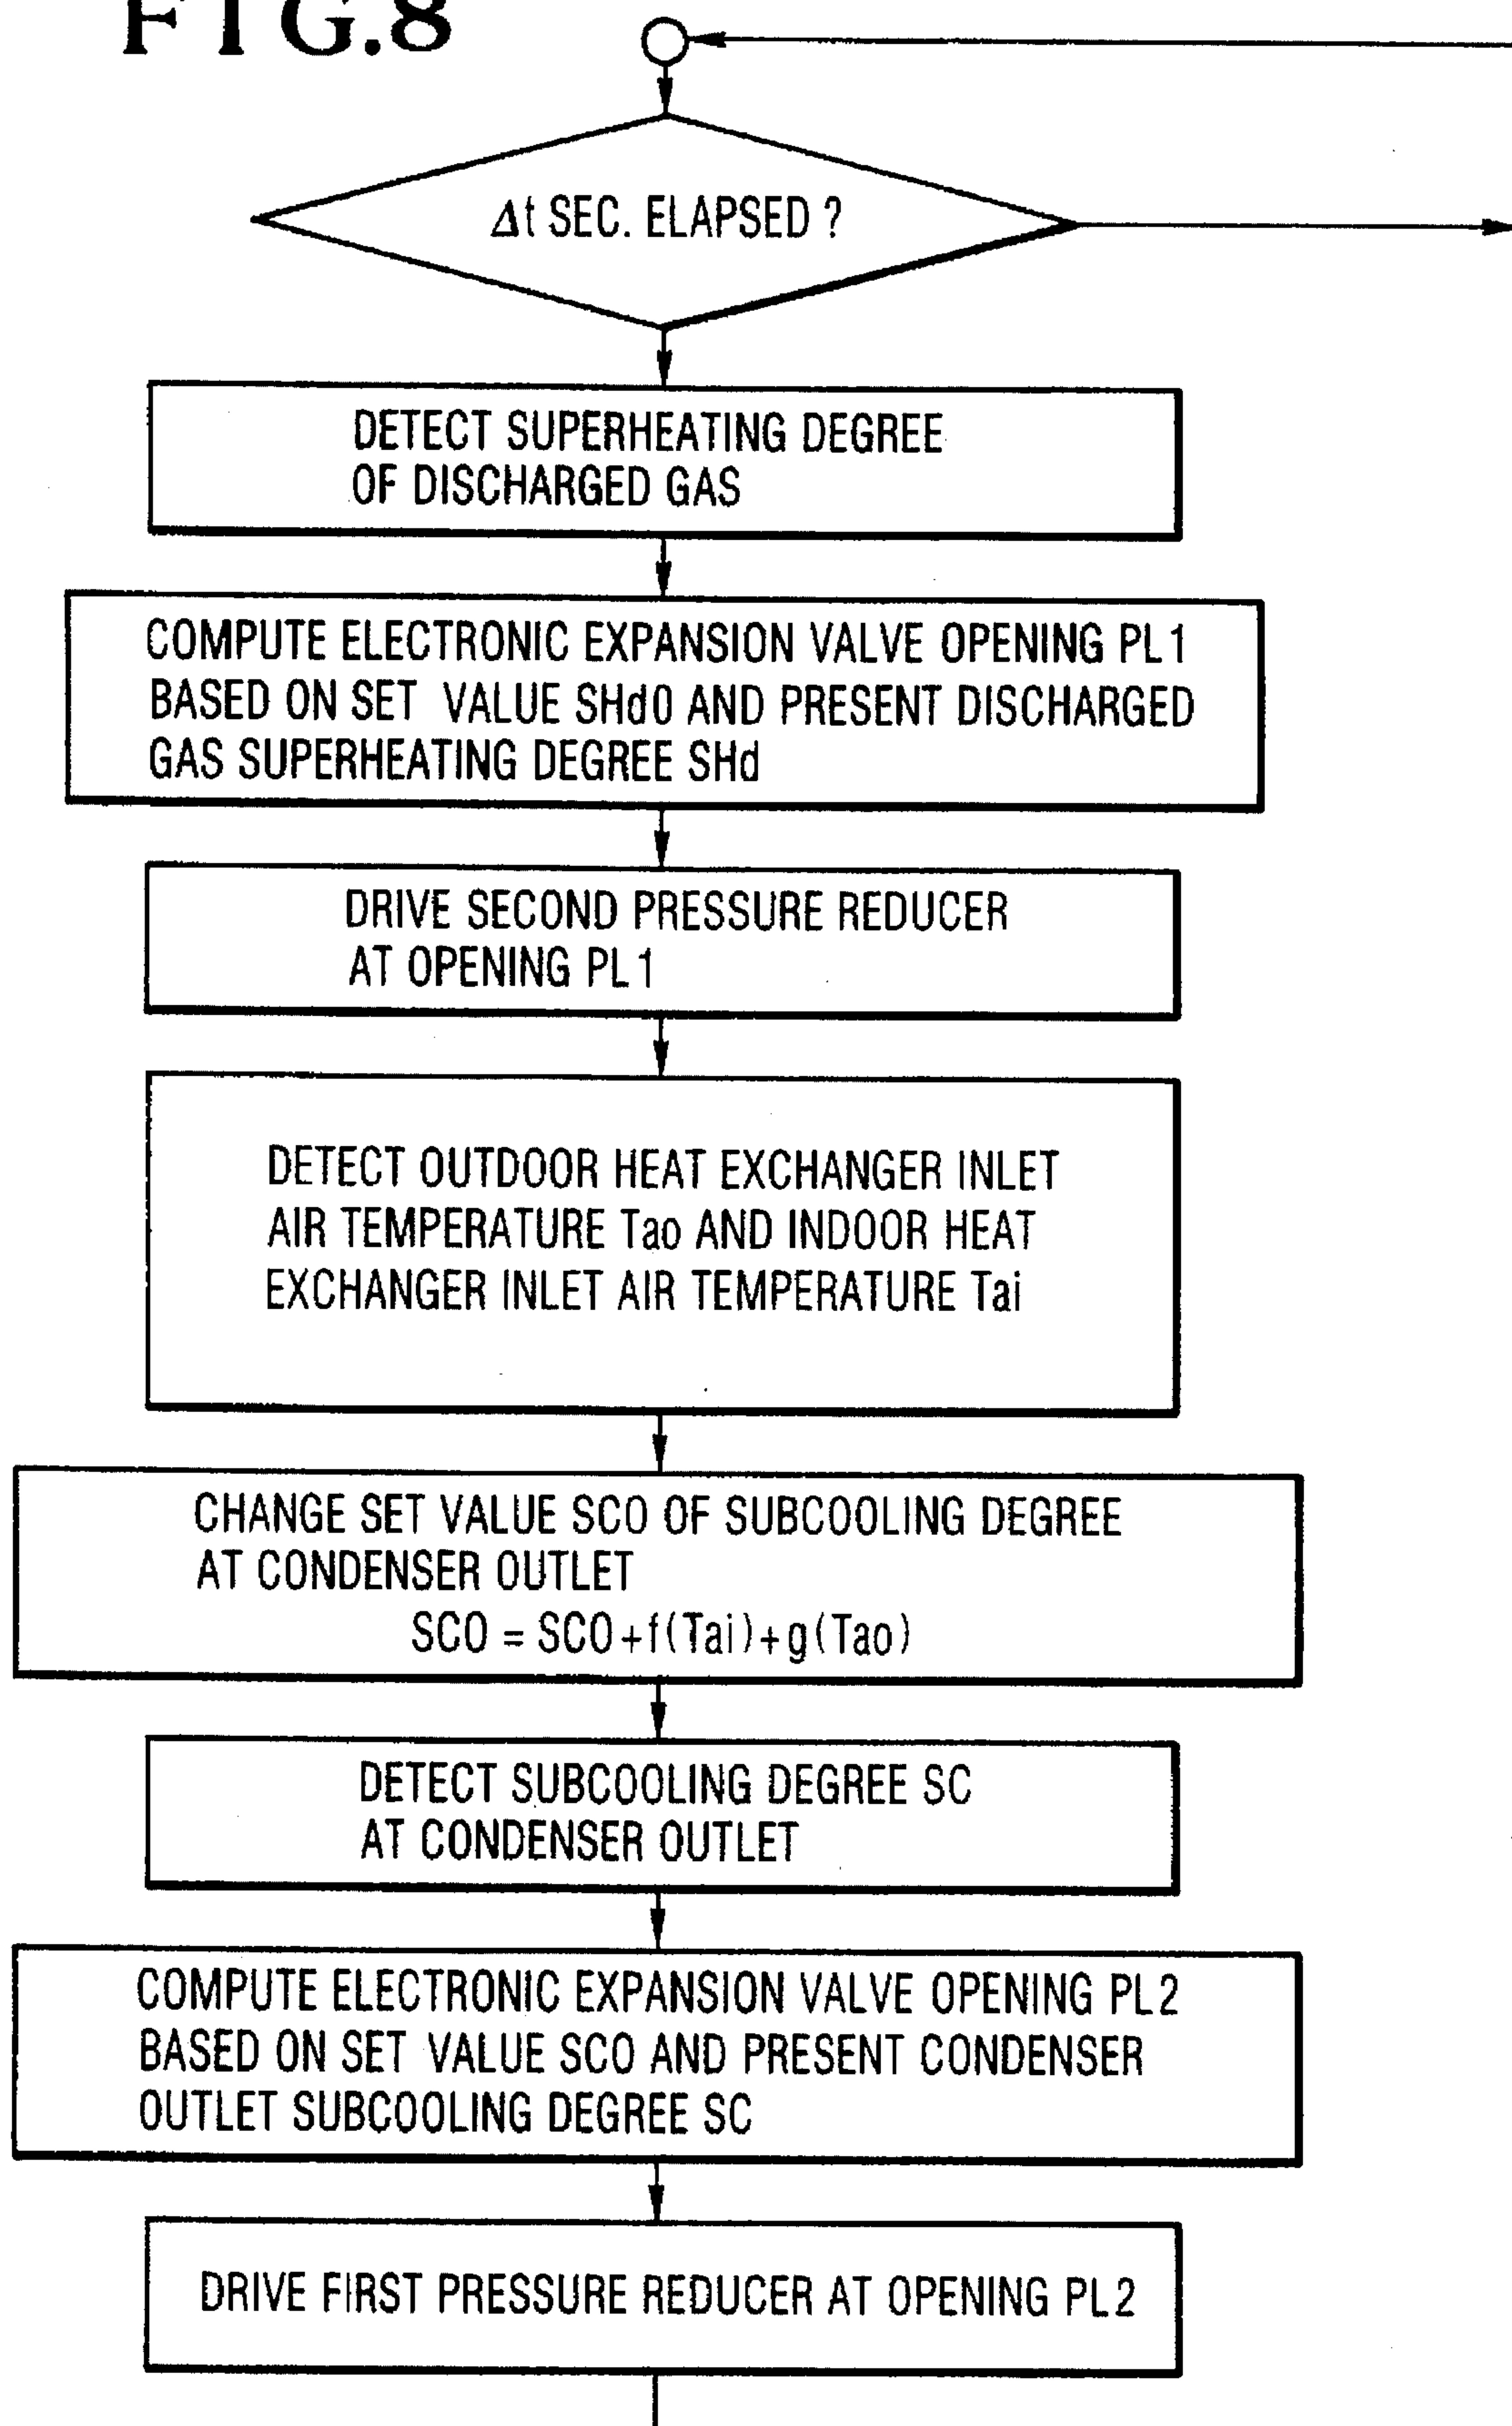 FIG.8
Δt SEC. ELAPSED ?
DETECT SUPERHEATING DEGREE
OF DISCHARGED GAS
COMPUTE ELECTRONIC EXPANSION VALVE OPENING PL1
BASED ON SET VALUE SHd0 AND PRESENT DISCHARGED
GAS SUPERHEATING DEGREE SHd
DRIVE SECOND PRESSURE REDUCER
AT OPENING PL1
DETECT OUTDOOR HEAT EXCHANGER INLET
AIR TEMPERATURE Tao AND INDOOR HEAT
EXCHANGER INLET AIR TEMPERATURE Tai
CHANGE SET VALUE SC0 OF SUBCOOLING DEGREE
AT CONDENSER OUTLET
SC0 = SC0+f(Tai)+g(Tao)
DETECT SUBCOOLING DEGREE SC
AT CONDENSER OUTLET
COMPUTE ELECTRONIC EXPANSION VALVE OPENING PL2
BASED ON SET VALUE SC0 AND PRESENT CONDENSER
OUTLET SUBCOOLING DEGREE SC
DRIVE FIRST PRESSURE REDUCER AT OPENING PL2